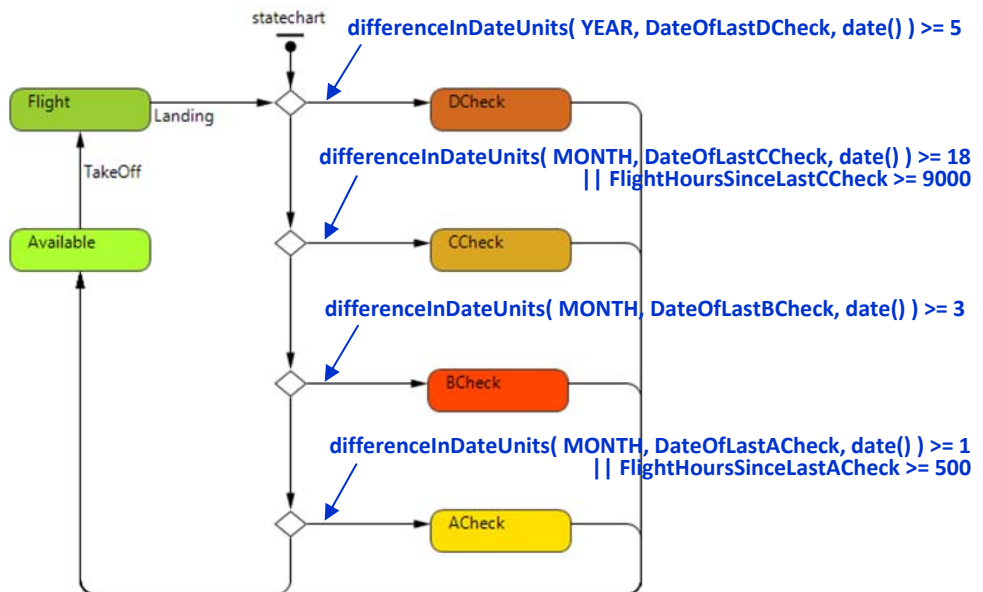 statechart
differenceInDateUnits( YEAR, DateOfLastDCheck, date() ) >= 5
Flight
Landing
DCheck
differenceInDateUnits( MONTH, DateOfLastCCheck, date() ) >= 18
|| FlightHoursSinceLastCCheck >= 9000
TakeOff
Available
CCheck
differenceInDateUnits( MONTH, DateOfLastBCheck, date() ) >= 3
BCheck
differenceInDateUnits( MONTH, DateOfLastACheck, date() ) >= 1
|| FlightHoursSinceLastACheck >= 500
ACheck